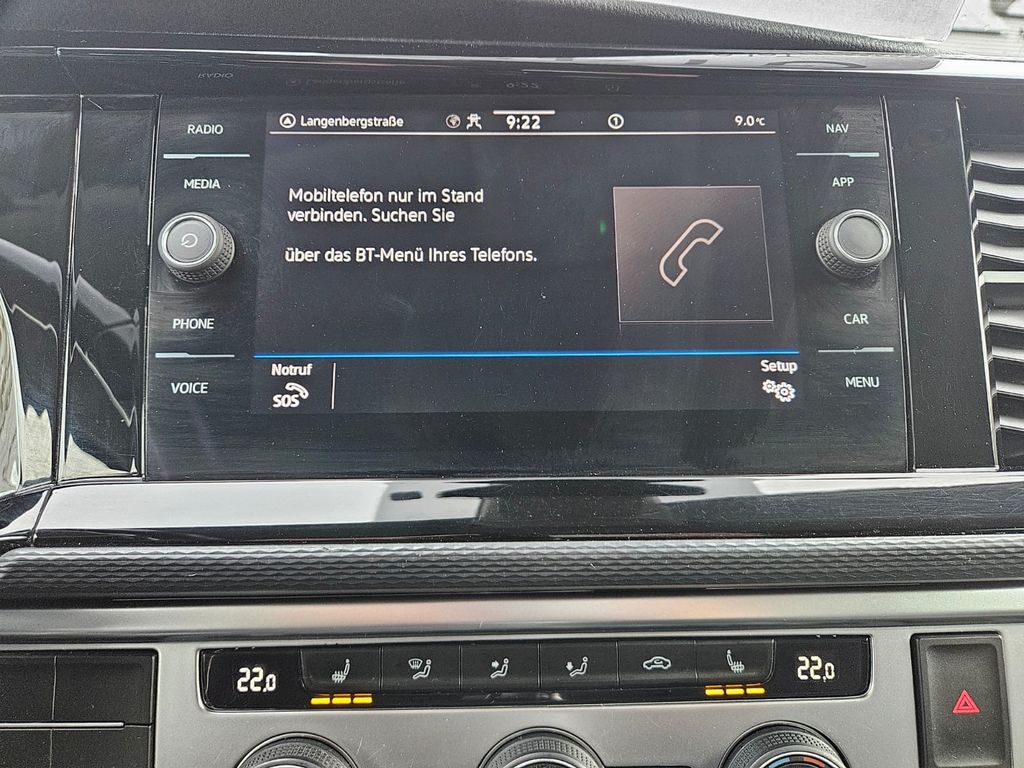 RADIO
Langenbergstraße 9:22 1 9.0°C
NAV
MEDIA
APP
Mobiltelefon nur im Stand
verbinden. Suchen Sie
über das BT-Menü Ihres Telefons.
PHONE
CAR
VOICE
Notruf
SOS
Setup
MENU
22.0
22.0